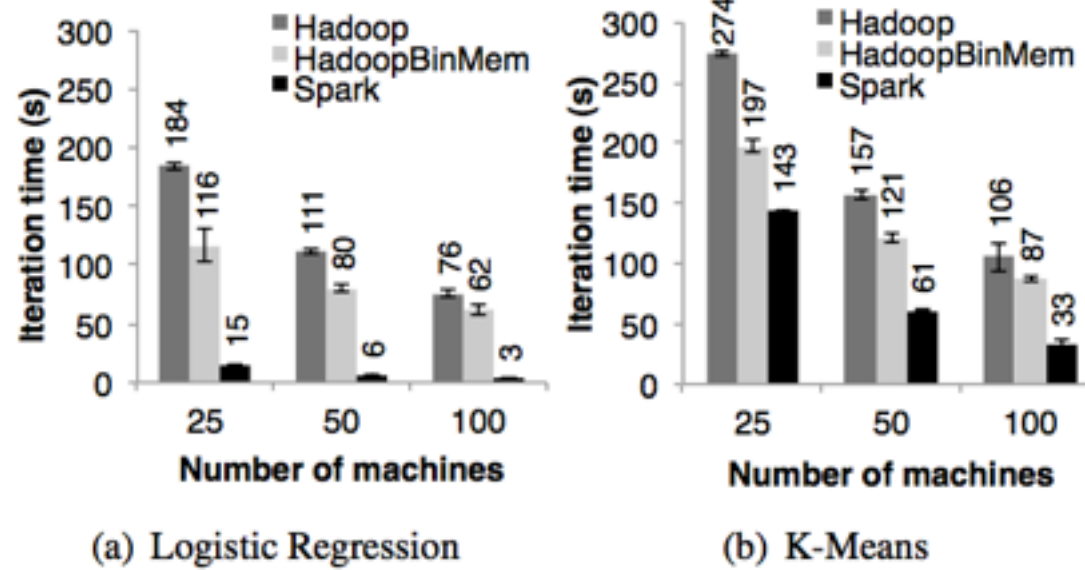 300
250
200
150
100
50
0
Iteration time (s)
Hadoop
HadoopBinMem
Spark
184
116
15
111
80
6
76
62
3
25 50 100
Number of machines
(a) Logistic Regression
300
250
200
150
100
50
0
Iteration time (s)
Hadoop
HadoopBinMem
Spark
274
197
143
157
121
61
106
87
33
25 50 100
Number of machines
(b) K-Means